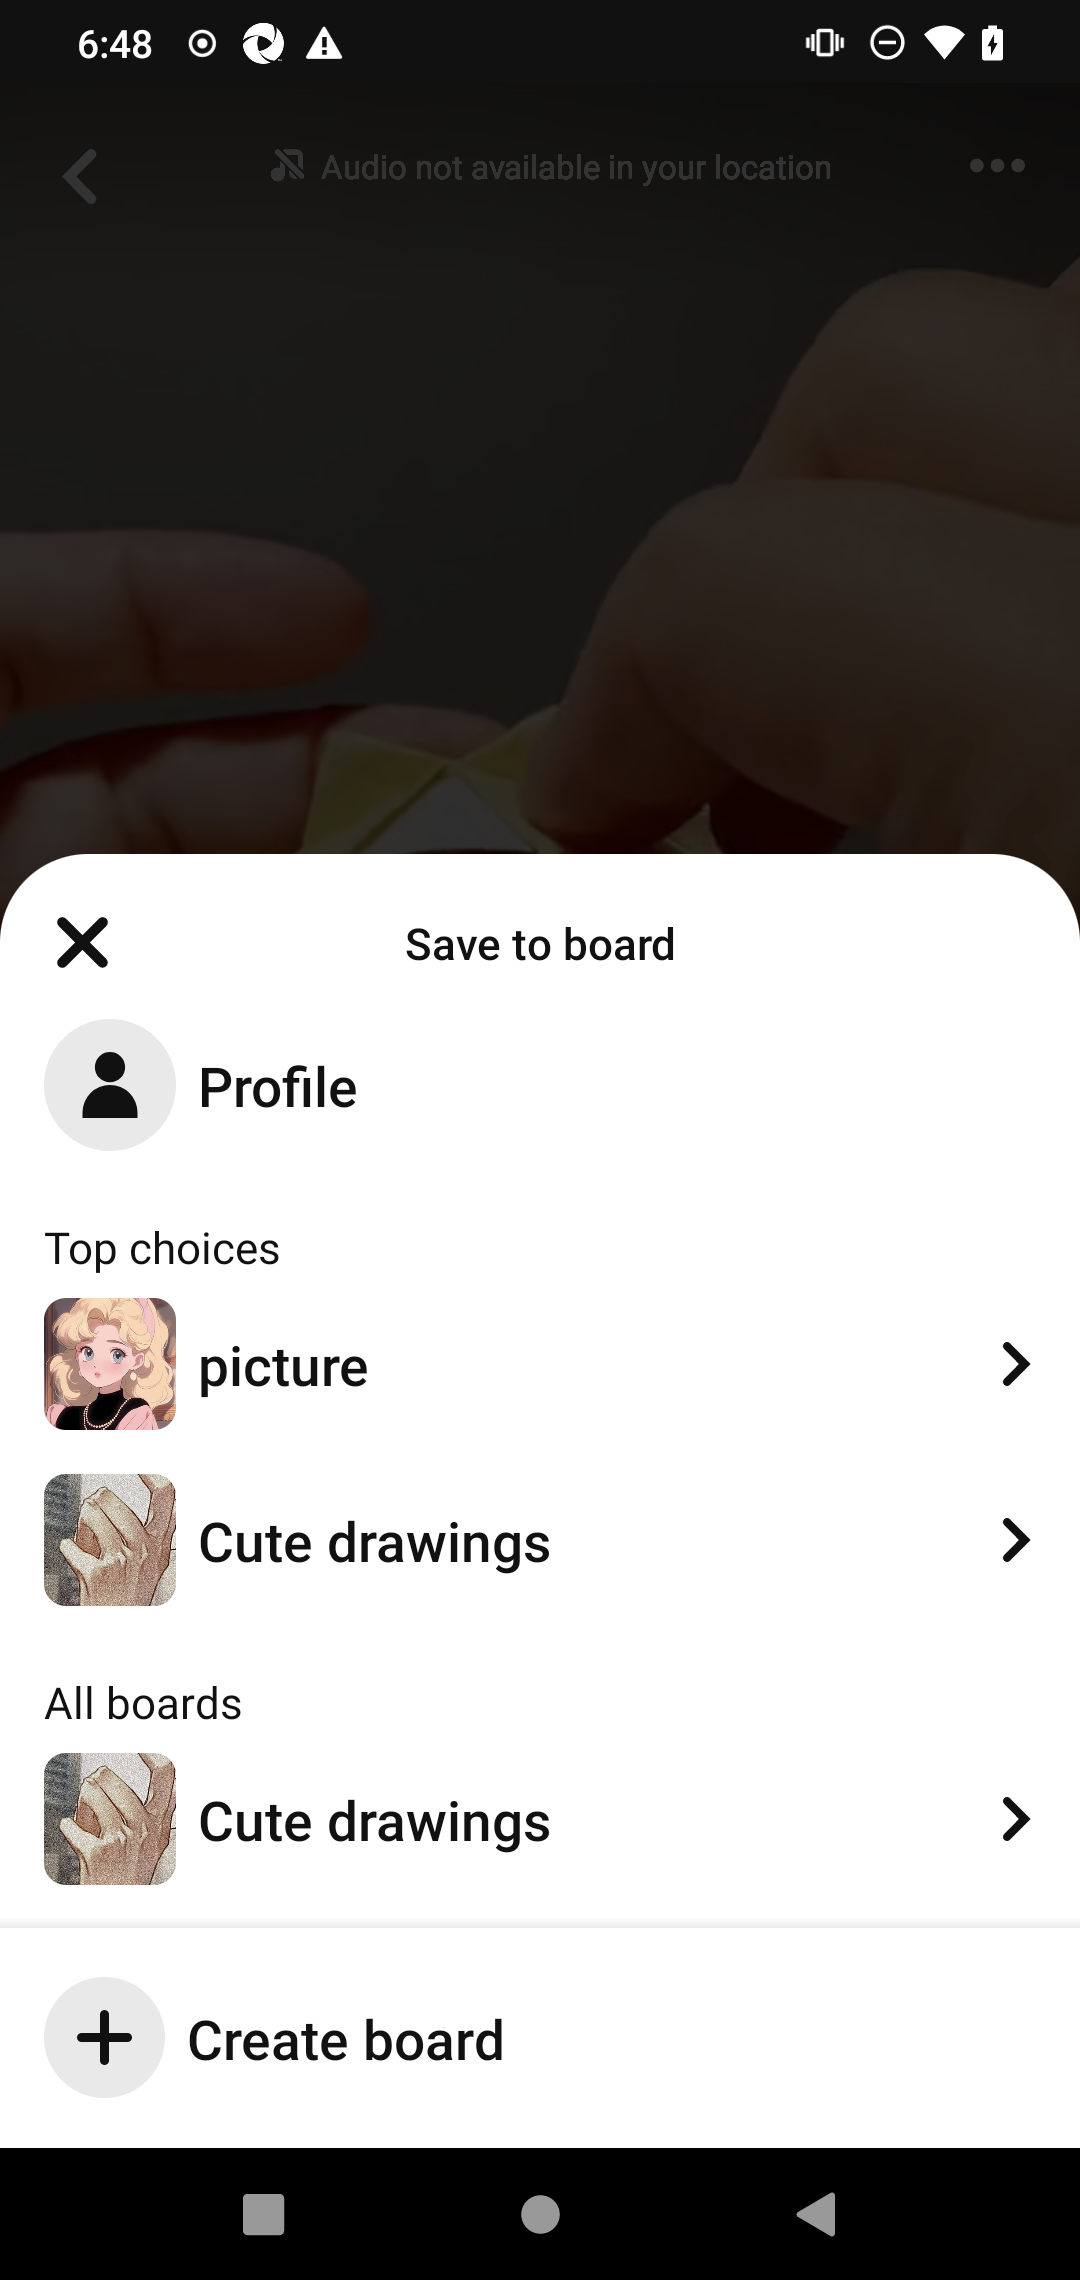 6:48
Audio not available in your location
Save to board
Profile
Top choices
picture
Cute drawings
All boards
Cute drawings
Create board